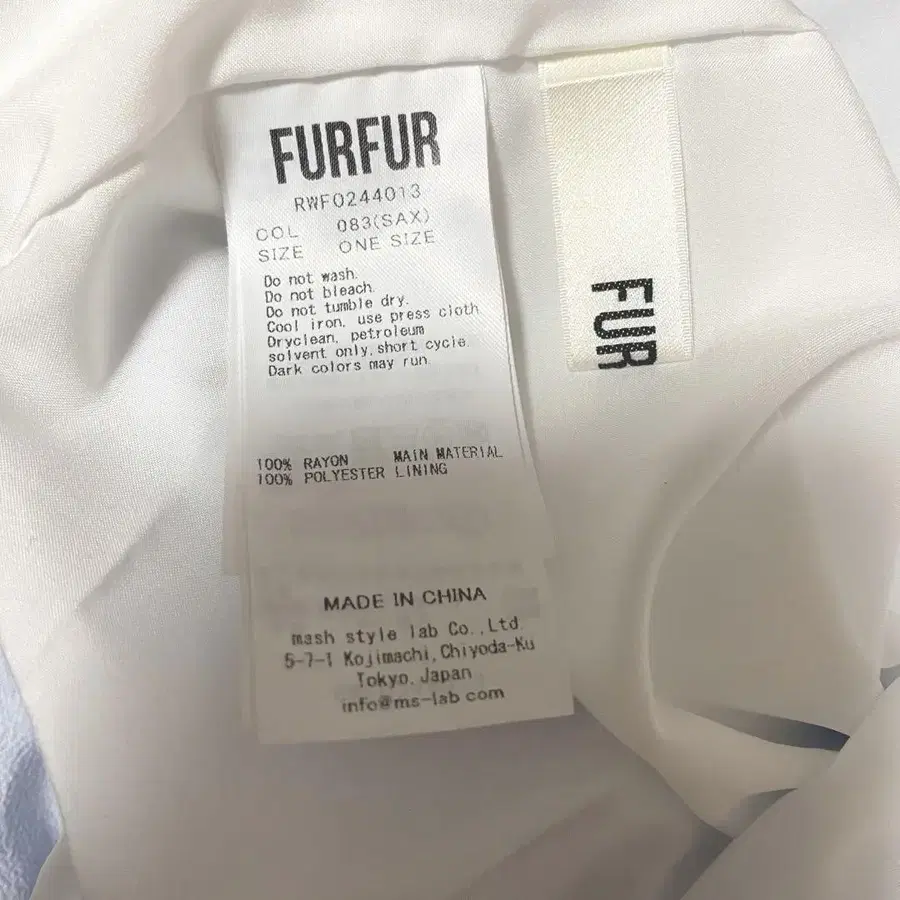 FURFUR
RWF0244013
COL 083(SAX)
SIZE ONE SIZE
Do not wash.
Do not bleach.
Do not tumble dry.
Cool iron, use press cloth
Dryclean, petroleum
solvent only, short cycle.
Dark colors may run.
100% RAYON MAIN MATERIAL
100% POLYESTER LINING
MADE IN CHINA
mash style lab Co.,Ltd.
5-7-1 Kojimachi,Chiyoda-Ku
Tokyo.Japan
info@ms-lab com
FUR